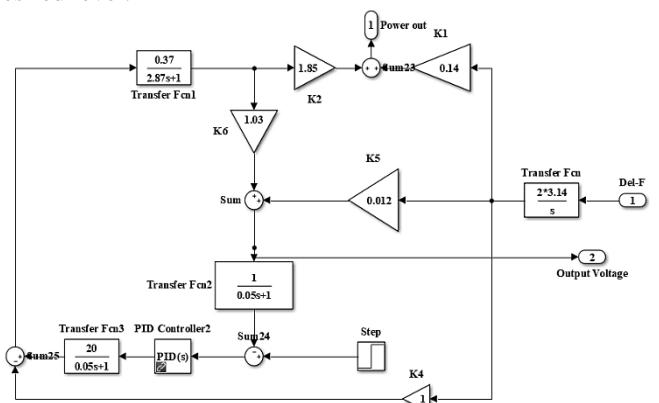 1
Power out
K1
0.37
2.87s+1
Transfer Fcn1
1.85
K2
Sum23
0.14
1.03
K6
K5
0.012
Sum
Transfer Fcn
2*3.14
s
Del-F
1
2
Output Voltage
Transfer Fcn2
1
0.05s+1
Transfer Fcn3
20
0.05s+1
PID Controller2
PID(s)
Sum24
Step
Sum25
K4
1